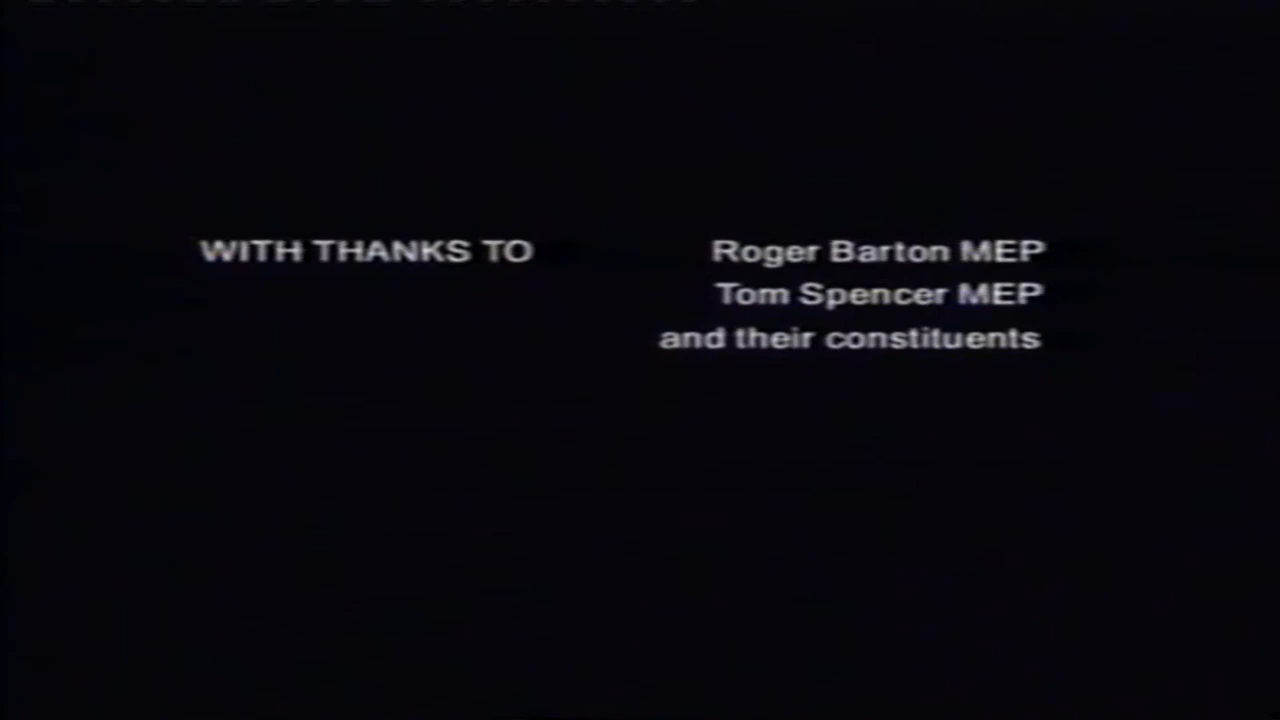 WITH THANKS TO Roger Barton MEP
Tom Spencer MEP
and their constituents